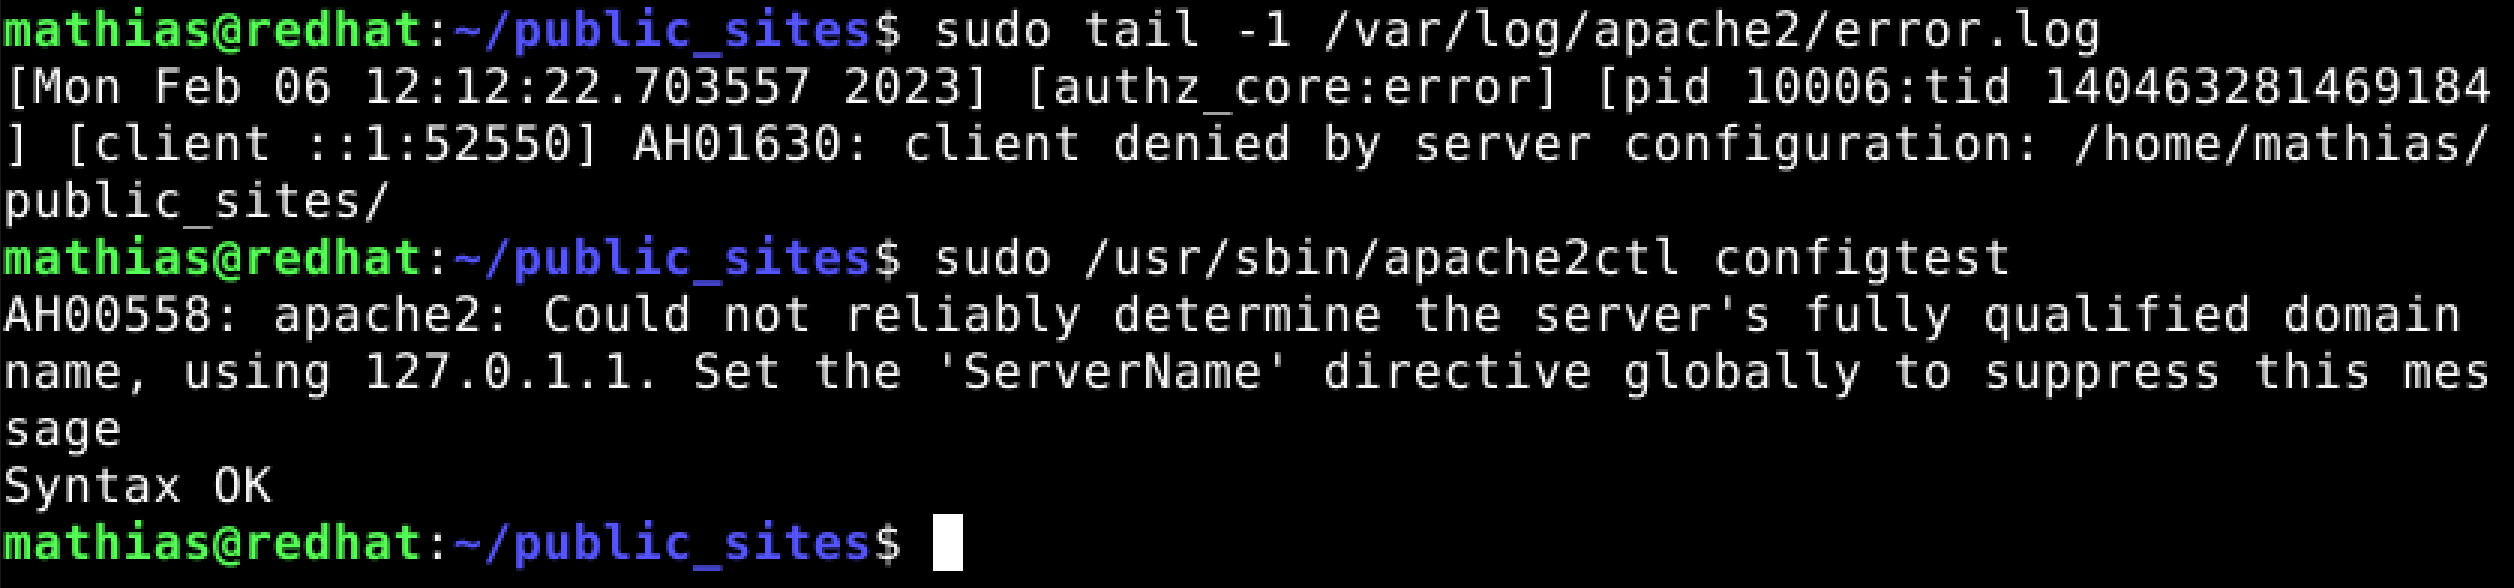 mathias@redhat:~/public_sites$ sudo tail -1 /var/log/apache2/error.log
[Mon Feb 06 12:12:22.703557 2023] [authz_core:error] [pid 10006:tid 140463281469184
] [client ::1:52550] AH01630: client denied by server configuration: /home/mathias/
public_sites/
mathias@redhat:~/public_sites$ sudo /usr/sbin/apache2ctl configtest
AH00558: apache2: Could not reliably determine the server's fully qualified domain
name, using 127.0.1.1. Set the 'ServerName' directive globally to suppress this mes
sage
Syntax OK
mathias@redhat:~/public_sites$